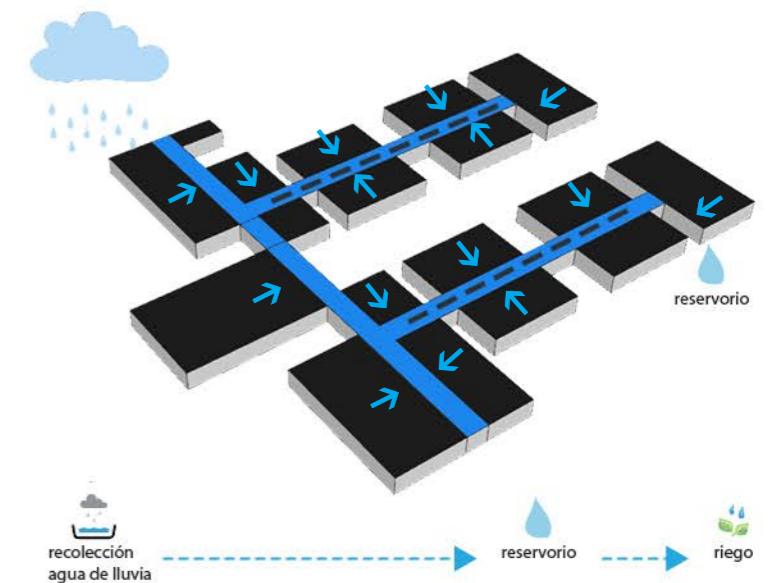 reservorio
recolección
agua de lluvia
reservorio
riego